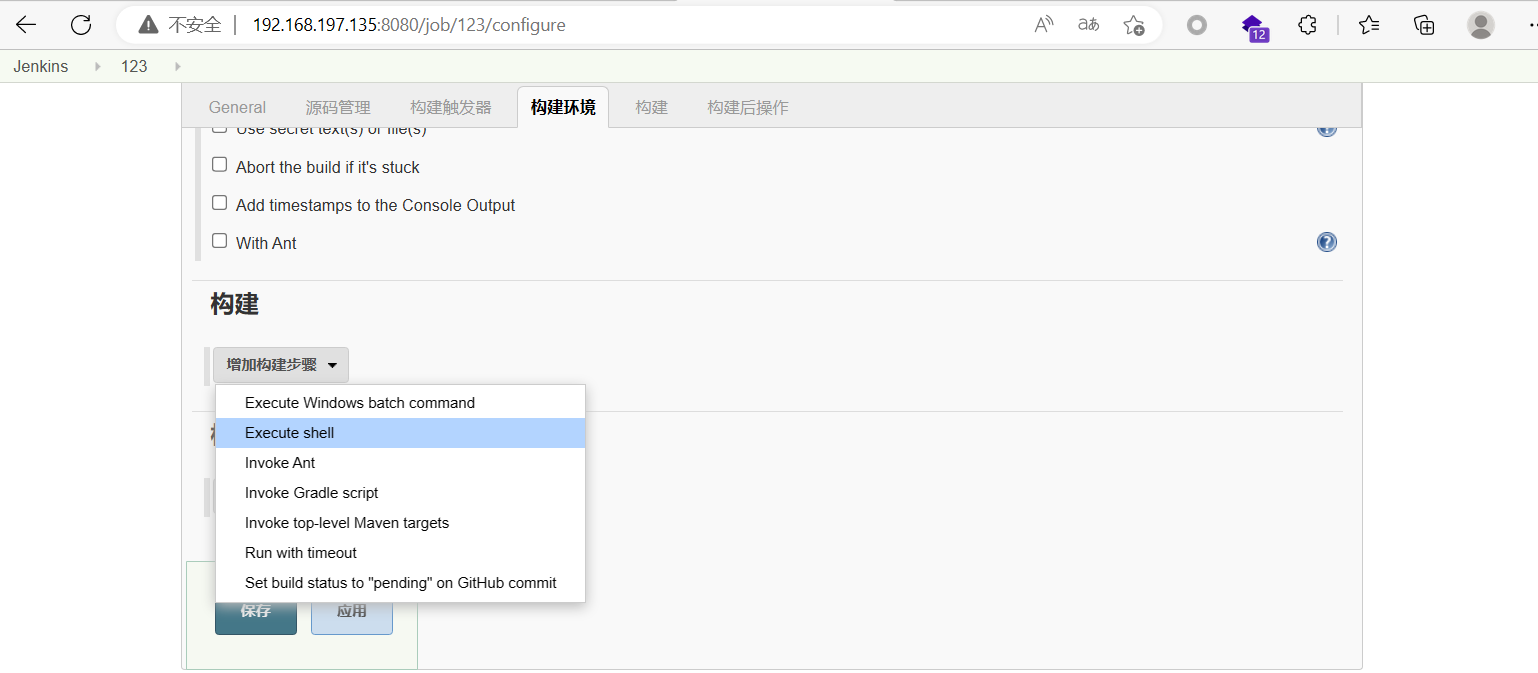 不安全 192.168.197.135:8080/job/123/configure A aあ 12
Jenkins 123
General 源码管理 构建触发器 构建环境 构建 构建后操作
Use secret text(s) or file(s)
Abort the build if it's stuck
Add timestamps to the Console Output
With Ant
构建
增加构建步骤
Execute Windows batch command
Execute shell
Invoke Ant
Invoke Gradle script
Invoke top-level Maven targets
Run with timeout
Set build status to "pending" on GitHub commit
保存 应用